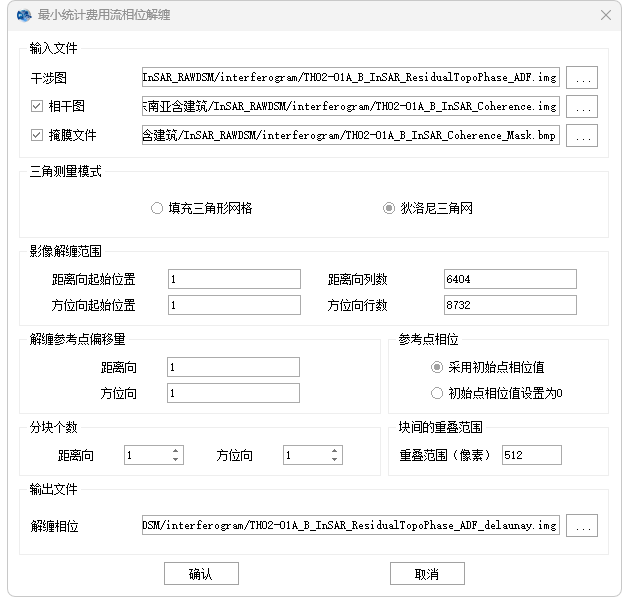 最小统计费用流相位解缠
输入文件
干涉图
InSAR_RAWDSM/interferogram/TH02-01A_B_InSAR_ResidualTopoPhase_ADF.img
...
相干图
南亚含建筑/InSAR_RAWDSM/interferogram/TH02-01A_B_InSAR_Coherence.img
...
掩膜文件
含建筑/InSAR_RAWDSM/interferogram/TH02-01A_B_InSAR_Coherence_Mask.bmp
...
三角测量模式
填充三角形网格
狄洛尼三角网
影像解缠范围
距离向起始位置 1 距离向列数 6404
方位向起始位置 1 方位向行数 8732
解缠参考点偏移量
距离向 1
方位向 1
参考点相位
采用初始点相位值
初始点相位值设置为0
分块个数
距离向 1 方位向 1
块间的重叠范围
重叠范围（像素） 512
输出文件
解缠相位
DSM/interferogram/TH02-01A_B_InSAR_ResidualTopoPhase_ADF_delaunay.img
...
确认 取消